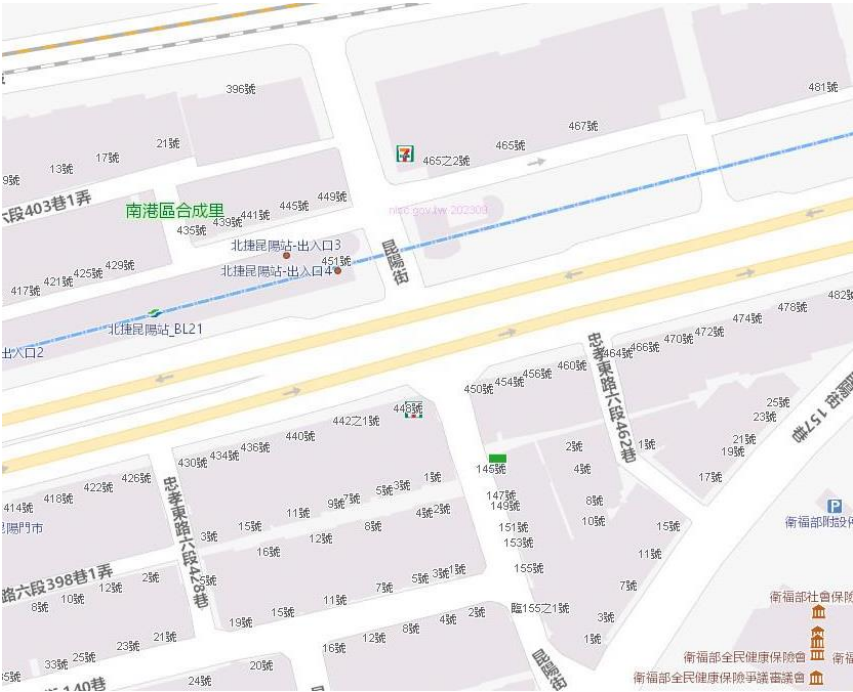 396號
481號
467號
465號
465之2號
7
21號
17號
13號
9號
六段403巷1弄
南港區合成里
449號
445號
441號
439號
435號
nlsc.gov.tw 202309
北捷昆陽站-出入口3
451號
北捷昆陽站-出入口4
昆陽街
429號
425號
421號
417號
北捷昆陽站_BL21
出入口2
482號
478號
474號
472號
470號
466號
464號
忠孝東路六段462巷
460號
456號
454號
450號
448號
442之1號
440號
436號
434號
430號
426號
422號
418號
414號
昆陽街 157巷
25號
23號
21號
19號
17號
1號
2號
4號
8號
10號
145號
147號
149號
151號
153號
155號
臨155之1號
15號
11號
7號
3號
1號
忠孝東路六段428巷
1號
3號
5號
7號
9號
11號
15號
3號
2號
4號
8號
12號
16號
5號
昆陽門市
P
衛福部附設停
路六段398巷1弄
2號
12號
10號
8號
1號
3號
5號
7號
11號
15號
19號
21號
23號
25號
33號
35號
2號
4號
8號
12號
16號
20號
24號
140巷
昆陽街
衛福部社會保險
衛福部全民健康保險會
衛福
衛福部全民健康保險爭議審議會